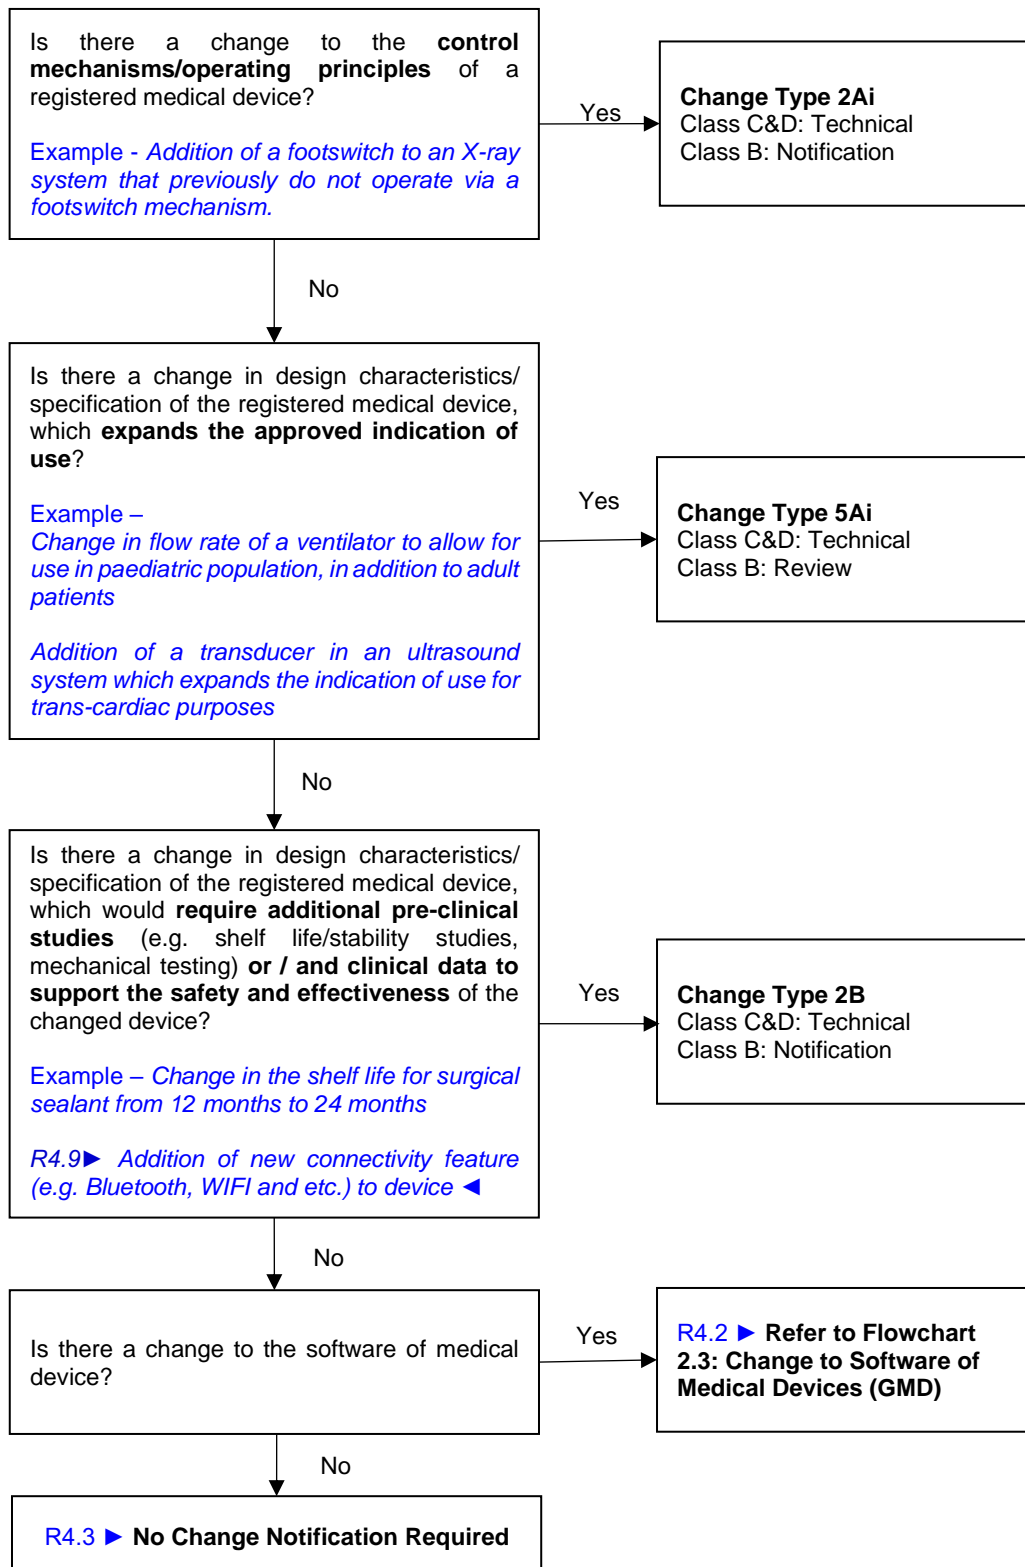 Is there a change to the control
mechanisms/operating principles of a
registered medical device?
Example - Addition of a footswitch to an X-ray
system that previously do not operate via a
footswitch mechanism.
Yes
Change Type 2Ai
Class C&D: Technical
Class B: Notification
No
Is there a change in design characteristics/
specification of the registered medical device,
which expands the approved indication of
use?
Example –
Change in flow rate of a ventilator to allow for
use in paediatric population, in addition to adult
patients
Addition of a transducer in an ultrasound
system which expands the indication of use for
trans-cardiac purposes
Yes
Change Type 5Ai
Class C&D: Technical
Class B: Review
No
Is there a change in design characteristics/
specification of the registered medical device,
which would require additional pre-clinical
studies (e.g. shelf life/stability studies,
mechanical testing) or / and clinical data to
support the safety and effectiveness of the
changed device?
Example – Change in the shelf life for surgical
sealant from 12 months to 24 months
R4.9► Addition of new connectivity feature
(e.g. Bluetooth, WIFI and etc.) to device ◄
Yes
Change Type 2B
Class C&D: Technical
Class B: Notification
No
Is there a change to the software of medical
device?
Yes
R4.2 ► Refer to Flowchart
2.3: Change to Software of
Medical Devices (GMD)
No
R4.3 ► No Change Notification Required